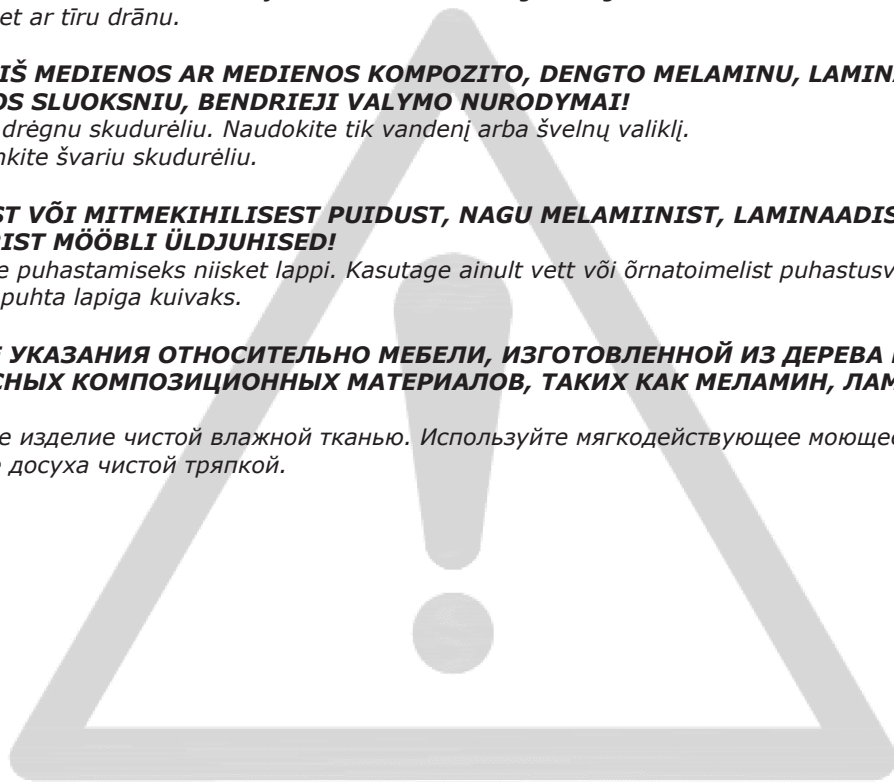 et ar tīru drānu.
IŠ MEDIENOS AR MEDIENOS KOMPOZITO, DENGTO MELAMINU, LAMIN
OS SLUOKSNIU, BENDRIEJI VALYMO NURODYMAI!
drėgnu skudurėliu. Naudokite tik vandenį arba švelnų valiklį.
nkite švariu skudurėliu.
ST VÕI MITMEKIHILISEST PUIDUST, NAGU MELAMIINIST, LAMINAADIS
RIST MÖÖBLI ÜLDJUHISED!
e puhastamiseks niisket lappi. Kasutage ainult vett või õrnatoimelist puhastusv
puhta lapiga kuivaks.
Е УКАЗАНИЯ ОТНОСИТЕЛЬНО МЕБЕЛИ, ИЗГОТОВЛЕННОЙ ИЗ ДЕРЕВА
СНЫХ КОМПОЗИЦИОННЫХ МАТЕРИАЛОВ, ТАКИХ КАК МЕЛАМИН, ЛАМ
е изделие чистой влажной тканью. Используйте мягкодействующее моющее
досуха чистой тряпкой.